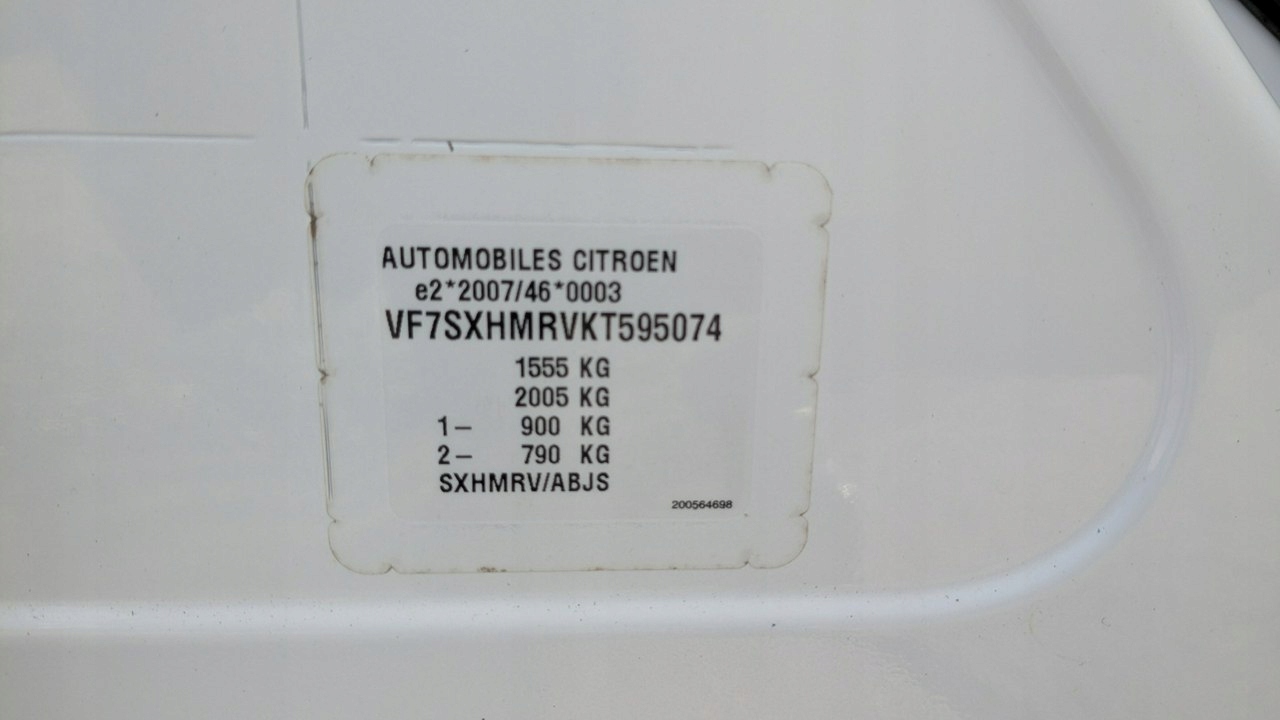 AUTOMOBILES CITROEN
e2*2007/46*0003
VF7SXHMRVKT595074
1555 KG
2005 KG
1– 900 KG
2– 790 KG
SXHMRV/ABJS
200564698